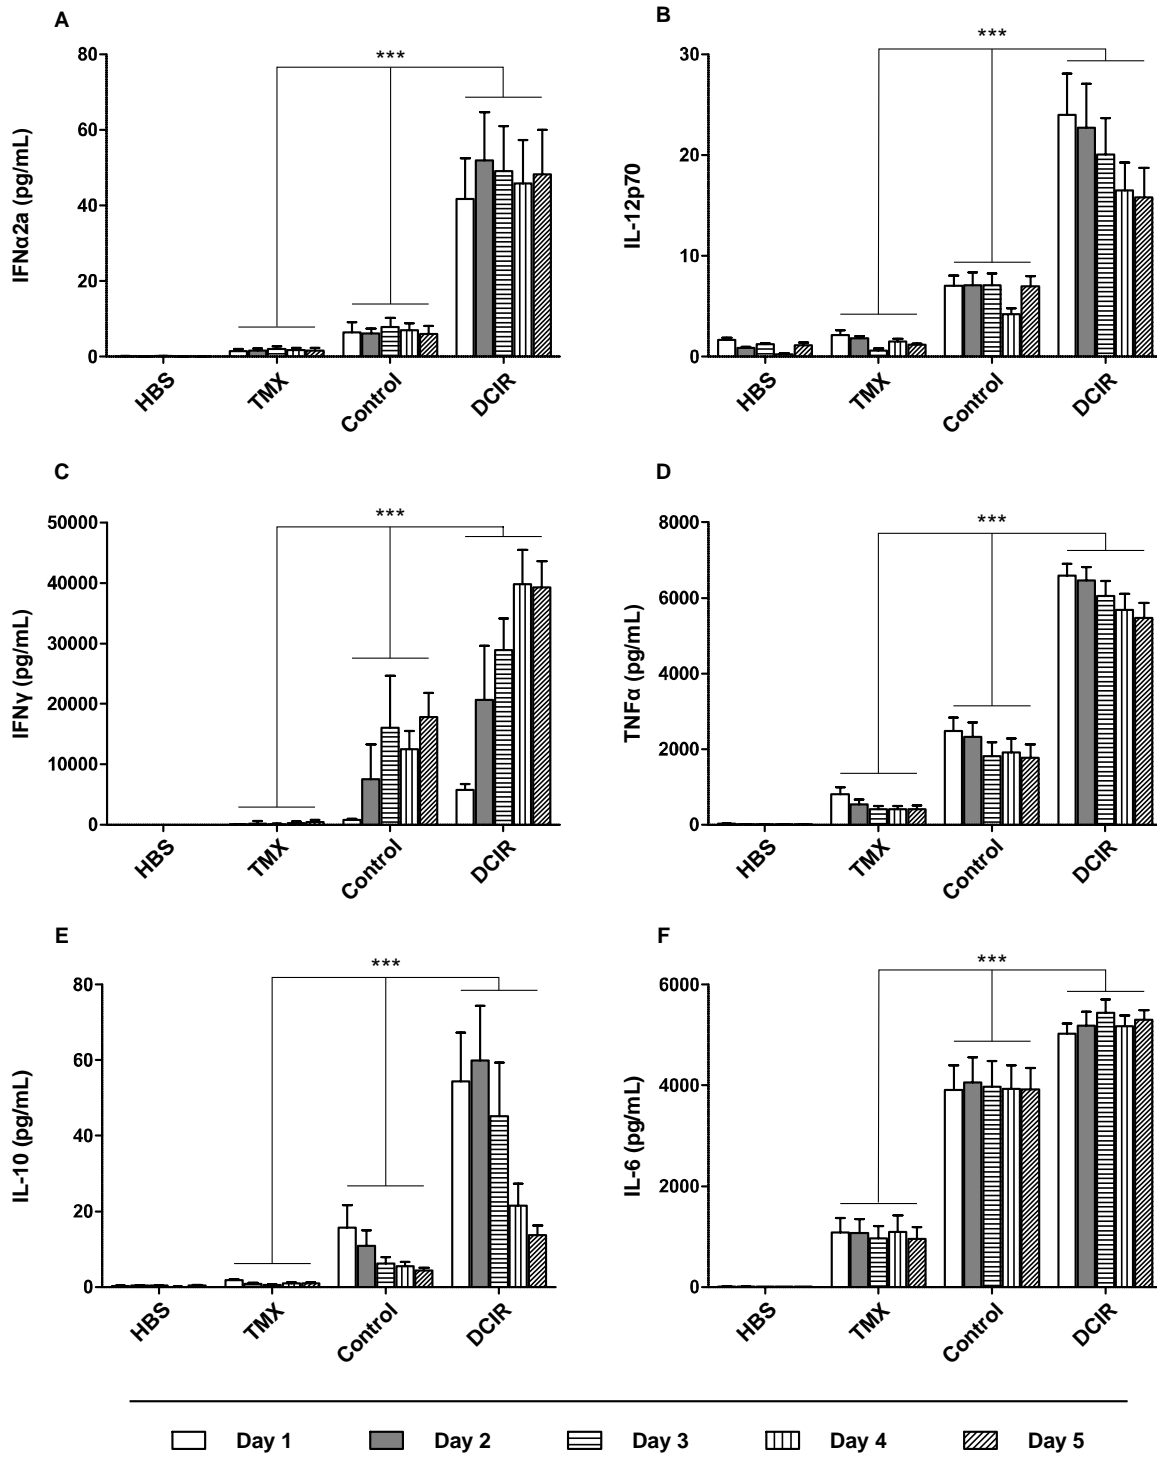 A
B
***
***
80
60
40
20
0
IFNα2a (pg/mL)
HBS
TMX
Control
DCIR
30
20
10
0
IL-12p70
HBS
TMX
Control
DCIR
C
D
***
***
50000
40000
30000
20000
10000
0
IFNγ (pg/mL)
HBS
TMX
Control
DCIR
8000
6000
4000
2000
0
TNFα (pg/mL)
HBS
TMX
Control
DCIR
E
F
***
***
80
60
40
20
0
IL-10 (pg/mL)
HBS
TMX
Control
DCIR
6000
4000
2000
0
IL-6 (pg/mL)
HBS
TMX
Control
DCIR
Day 1 Day 2 Day 3 Day 4 Day 5